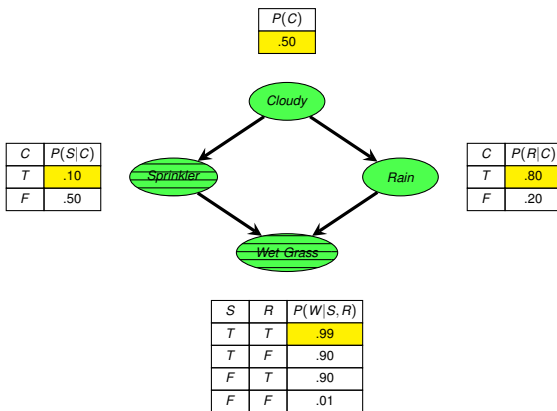 P(C)
.50
Cloudy
C P(S|C)
T .10
F .50
Sprinkler
Rain
C P(R|C)
T .80
F .20
Wet Grass
S R P(W|S, R)
T T .99
T F .90
F T .90
F F .01